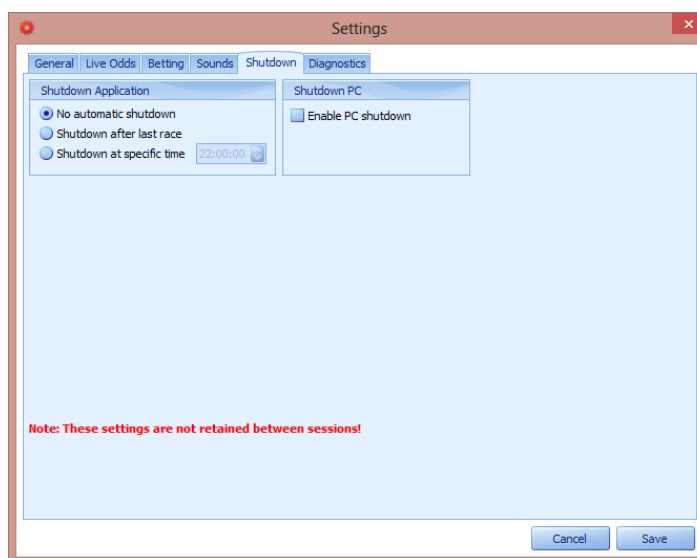 Settings
General Live Odds Betting Sounds Shutdown Diagnostics
Shutdown Application
No automatic shutdown
Shutdown after last race
Shutdown at specific time 22:00:00
Shutdown PC
Enable PC shutdown
Note: These settings are not retained between sessions!
Cancel Save